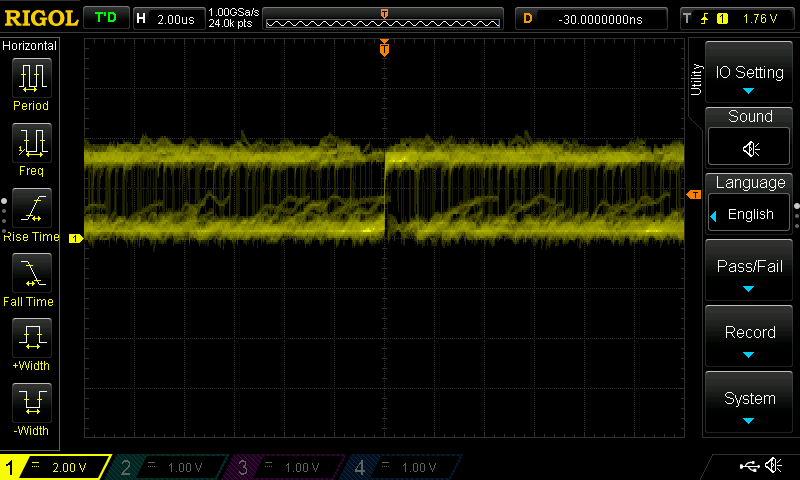 RIGOL T'D H 2.00us 1.00GSa/s
24.0k pts T D -30.0000000ns T 1 1.76 V
Horizontal
T
Period
Freq
Rise Time
Fall Time
+Width
-Width
1
T
Utility
IO Setting
Sound
Language
English
Pass/Fail
Record
System
1 2.00 V 2 1.00 V 3 1.00 V 4 1.00 V